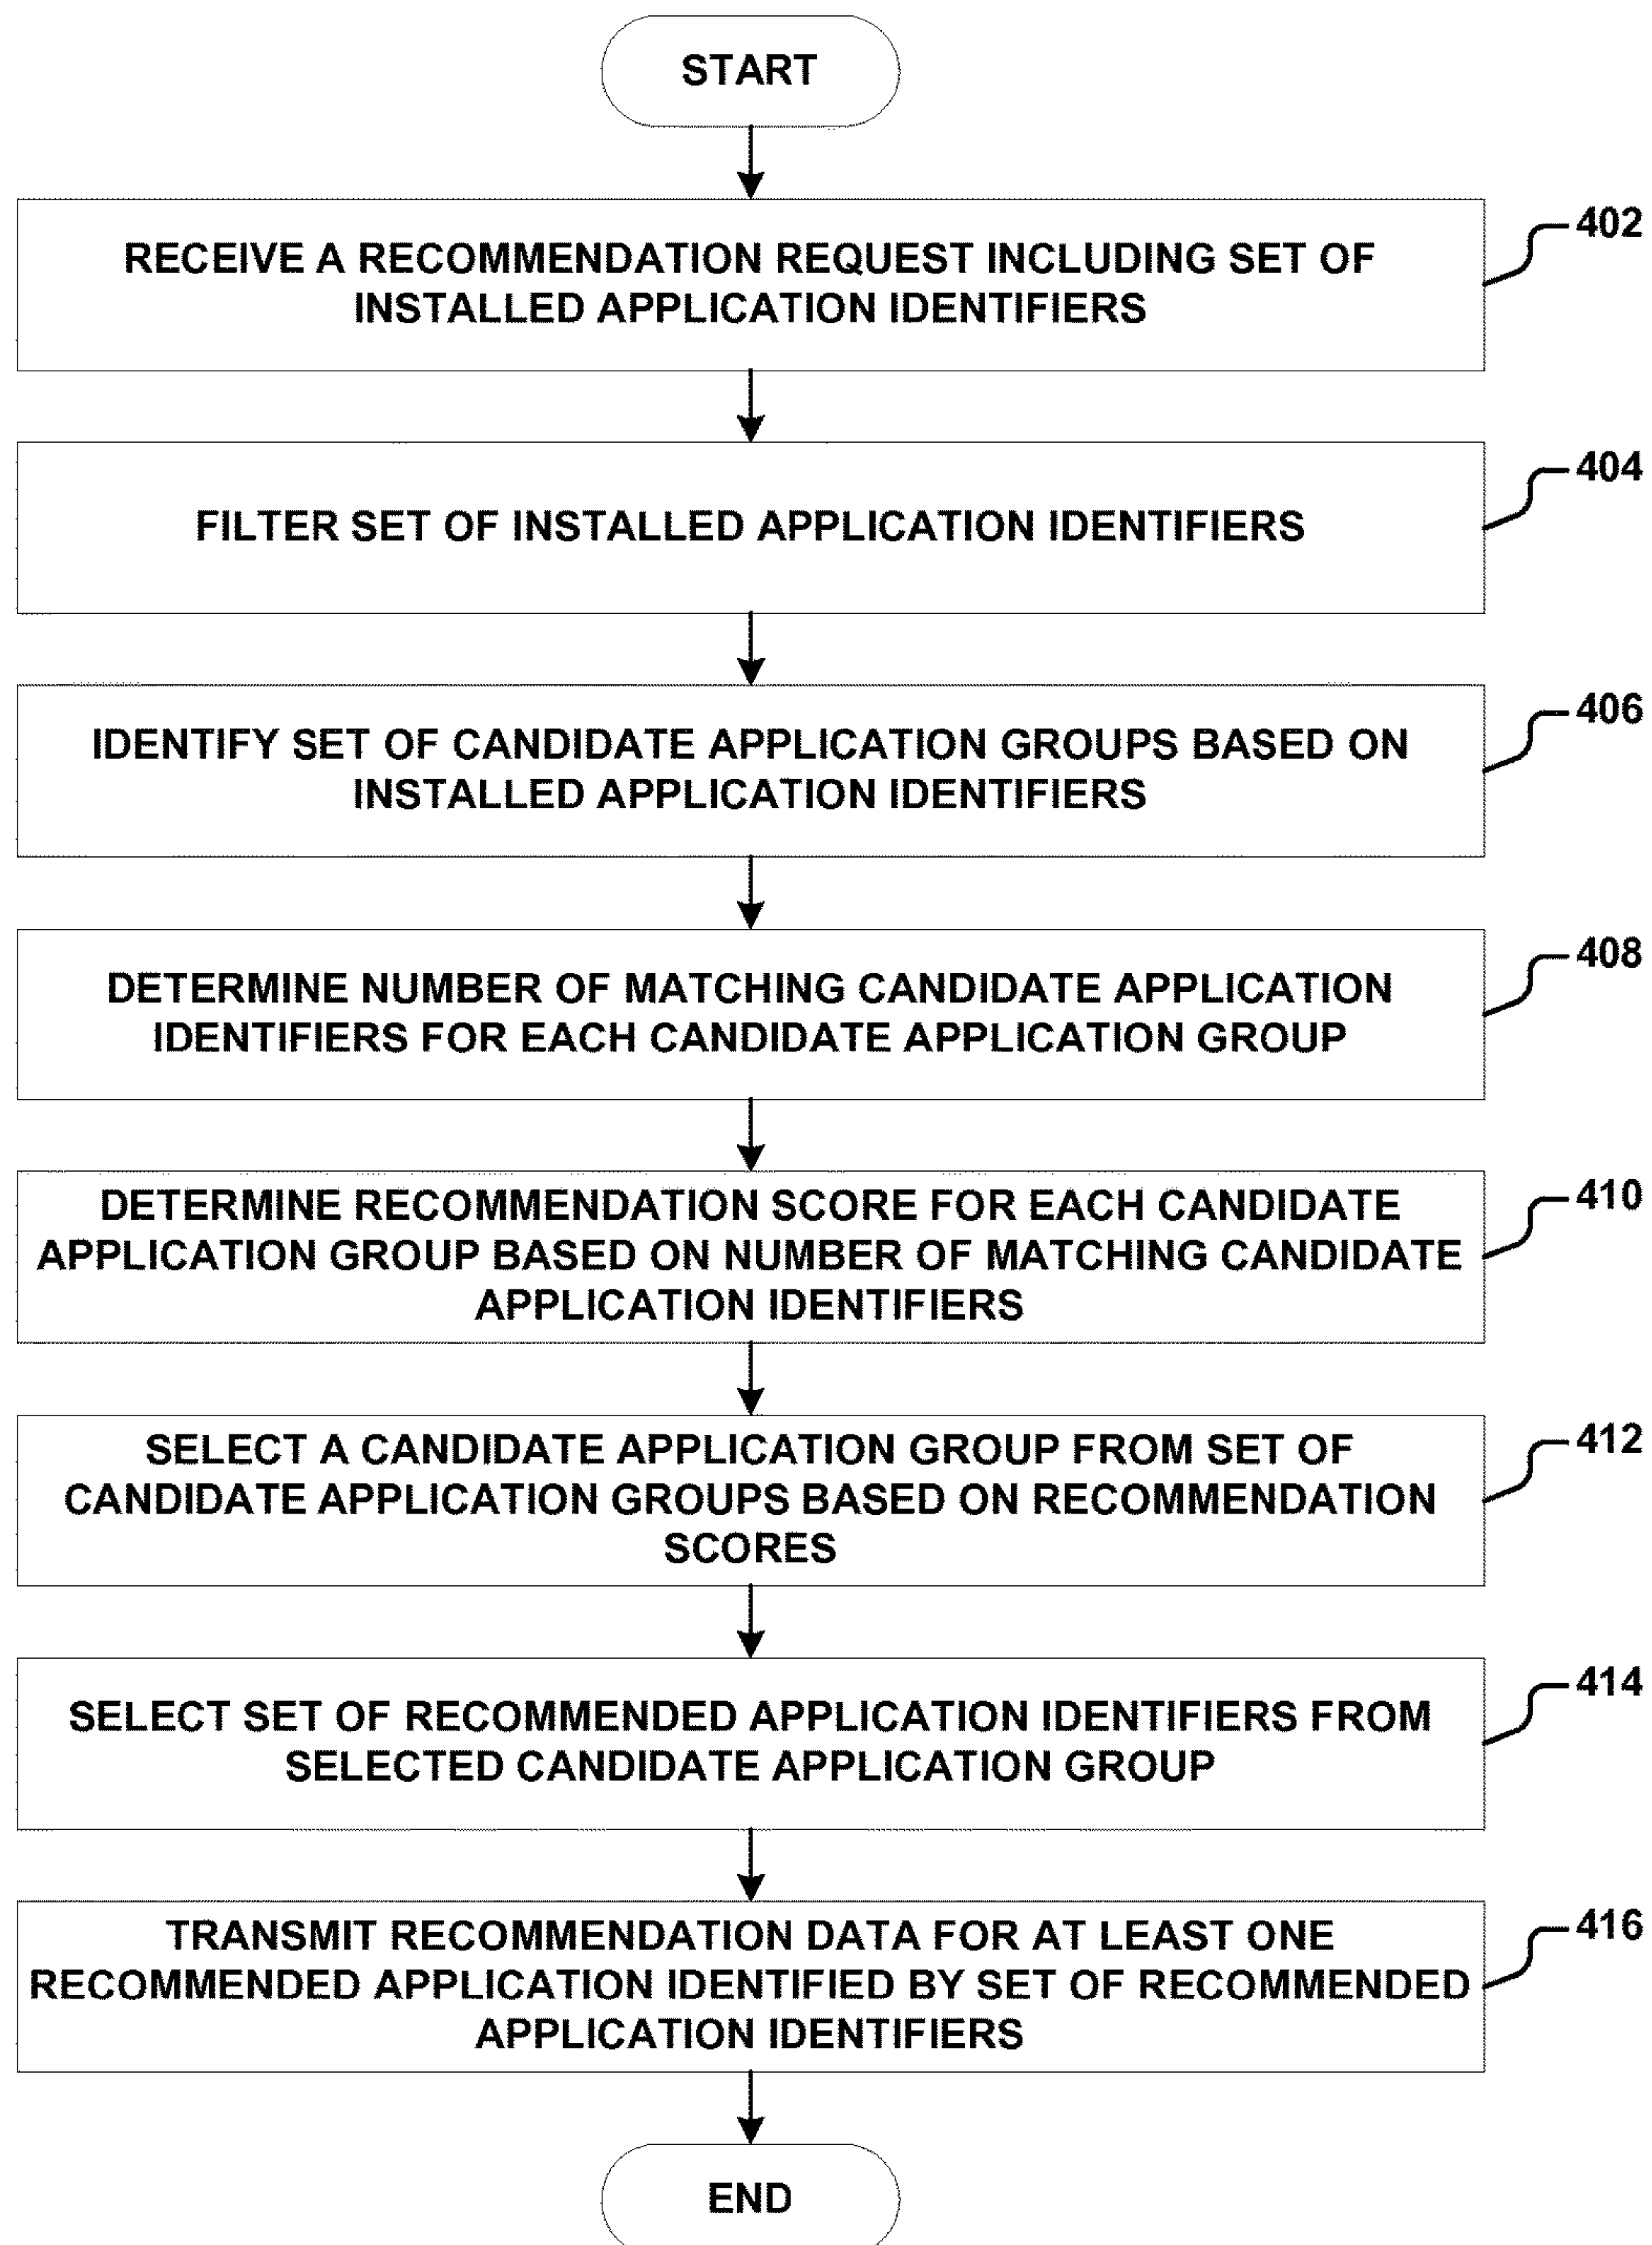 START
RECEIVE A RECOMMENDATION REQUEST INCLUDING SET OF
INSTALLED APPLICATION IDENTIFIERS
402
FILTER SET OF INSTALLED APPLICATION IDENTIFIERS
404
IDENTIFY SET OF CANDIDATE APPLICATION GROUPS BASED ON
INSTALLED APPLICATION IDENTIFIERS
406
DETERMINE NUMBER OF MATCHING CANDIDATE APPLICATION
IDENTIFIERS FOR EACH CANDIDATE APPLICATION GROUP
408
DETERMINE RECOMMENDATION SCORE FOR EACH CANDIDATE
APPLICATION GROUP BASED ON NUMBER OF MATCHING CANDIDATE
APPLICATION IDENTIFIERS
410
SELECT A CANDIDATE APPLICATION GROUP FROM SET OF
CANDIDATE APPLICATION GROUPS BASED ON RECOMMENDATION
SCORES
412
SELECT SET OF RECOMMENDED APPLICATION IDENTIFIERS FROM
SELECTED CANDIDATE APPLICATION GROUP
414
TRANSMIT RECOMMENDATION DATA FOR AT LEAST ONE
RECOMMENDED APPLICATION IDENTIFIED BY SET OF RECOMMENDED
APPLICATION IDENTIFIERS
416
END